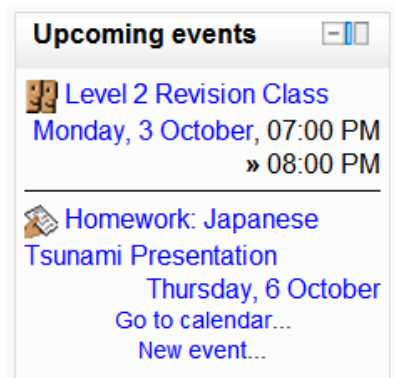 Upcoming events
Level 2 Revision Class
Monday, 3 October, 07:00 PM
» 08:00 PM
Homework: Japanese
Tsunami Presentation
Thursday, 6 October
Go to calendar...
New event...